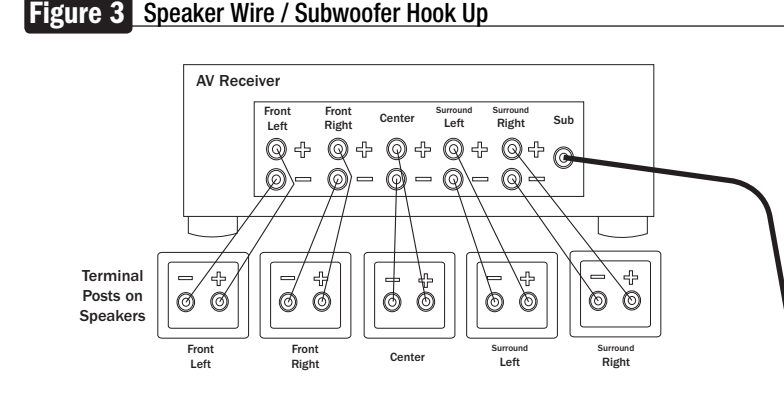 Figure 3 Speaker Wire / Subwoofer Hook Up
AV Receiver
Front
Left
Front
Right
Center
Surround
Left
Surround
Right
Sub
Terminal
Posts on
Speakers
Front
Left
Front
Right
Center
Surround
Left
Surround
Right